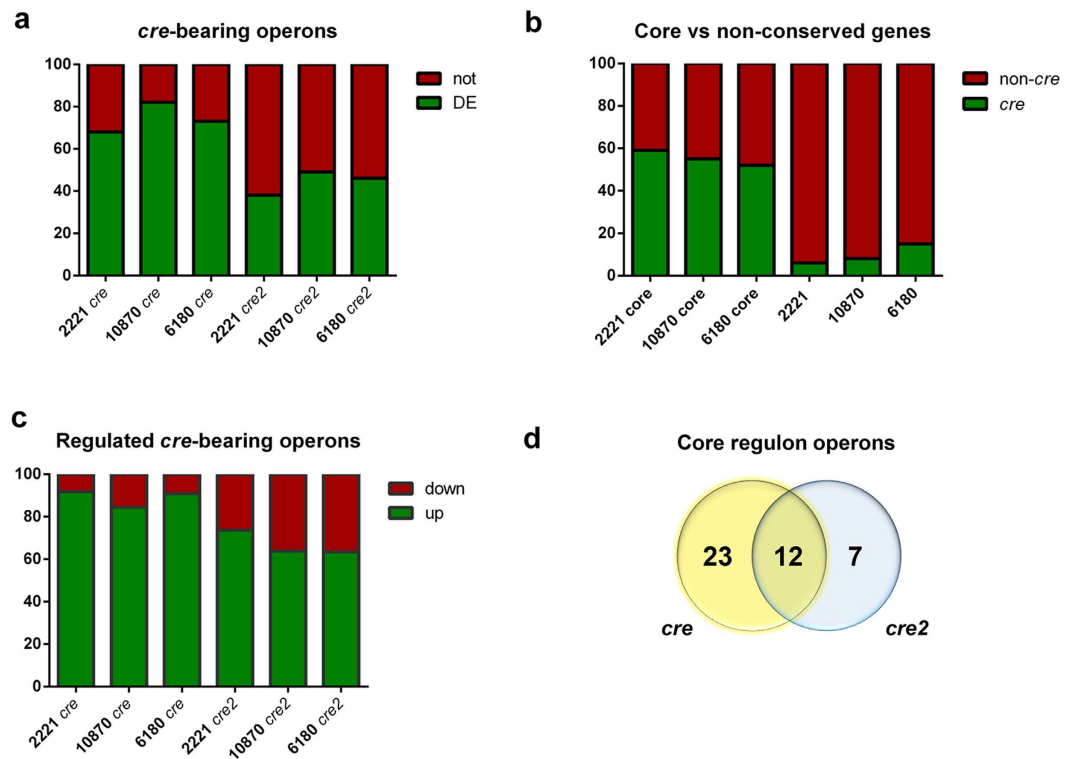 a
cre-bearing operons
100
80
60
40
20
0
not
DE
2221 cre
10870 cre
6180 cre
2221 cre2
10870 cre2
6180 cre2
b
Core vs non-conserved genes
100
80
60
40
20
0
non-cre
cre
2221 core
10870 core
6180 core
2221
10870
6180
c
Regulated cre-bearing operons
100
80
60
40
20
0
down
up
2221 cre
10870 cre
6180 cre
2221 cre2
10870 cre2
6180 cre2
d
Core regulon operons
23 12 7
cre cre2